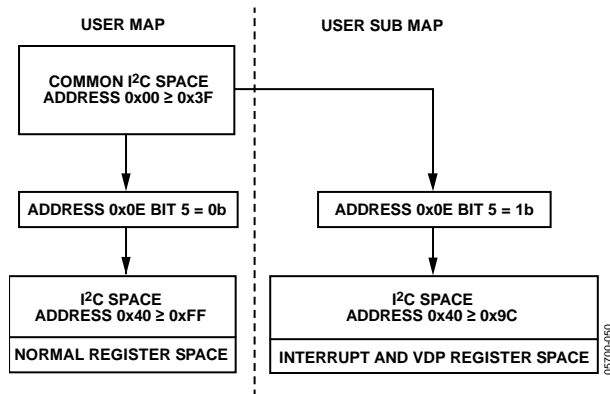 USER MAP
USER SUB MAP
COMMON I²C SPACE
ADDRESS 0x00 ≥ 0x3F
ADDRESS 0x0E BIT 5 = 0b
ADDRESS 0x0E BIT 5 = 1b
I²C SPACE
ADDRESS 0x40 ≥ 0xFF
NORMAL REGISTER SPACE
I²C SPACE
ADDRESS 0x40 ≥ 0x9C
INTERRUPT AND VDP REGISTER SPACE
05700-050